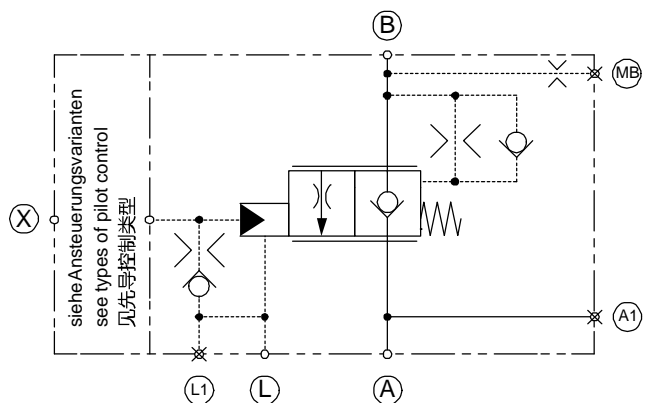 B
MB
X
siehe Ansteuerungsvarianten
see types of pilot control
见先导控制类型
A1
L1
L
A